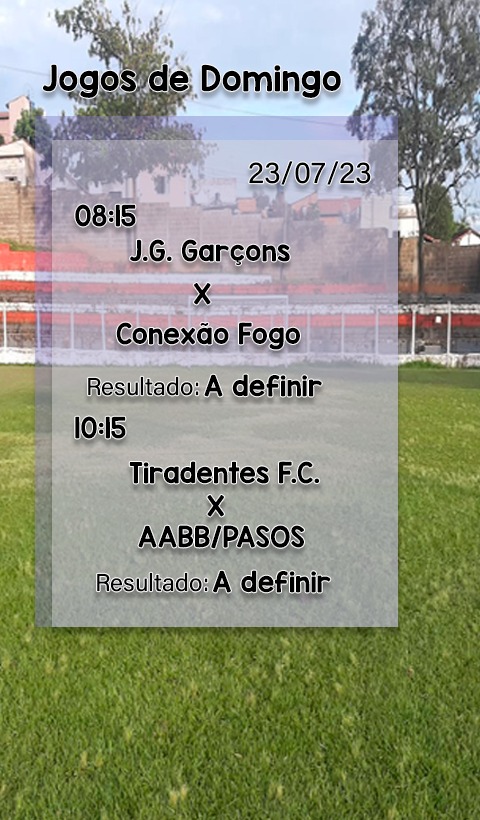 Jogos de Domingo
23/07/23
08:15
J.G. Garçons
X
Conexão Fogo
Resultado: A definir
10:15
Tiradentes F.C.
X
AABB/PASOS
Resultado: A definir